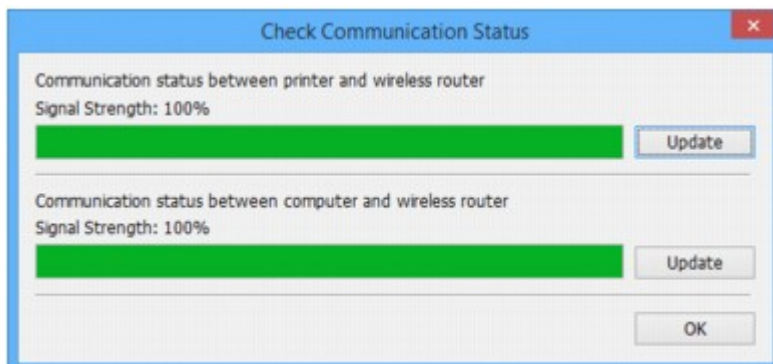 Check Communication Status
Communication status between printer and wireless router
Signal Strength: 100%
Update
Communication status between computer and wireless router
Signal Strength: 100%
Update
OK